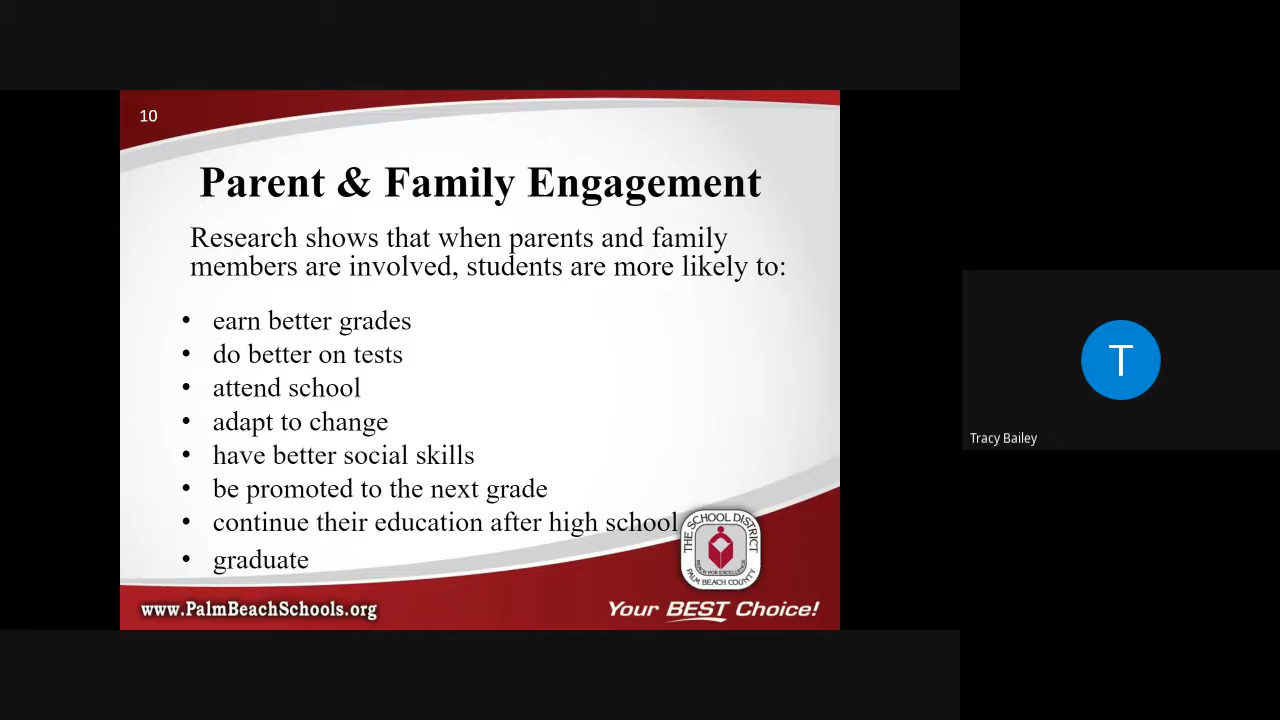 10
Parent & Family Engagement
Research shows that when parents and family
members are involved, students are more likely to:
• earn better grades
• do better on tests
• attend school
• adapt to change
• have better social skills
• be promoted to the next grade
• continue their education after high school
• graduate
THE SCHOOL DISTRICT
PALM BEACH COUNTY
www.PalmBeachSchools.org
Your BEST Choice!
T
Tracy Bailey